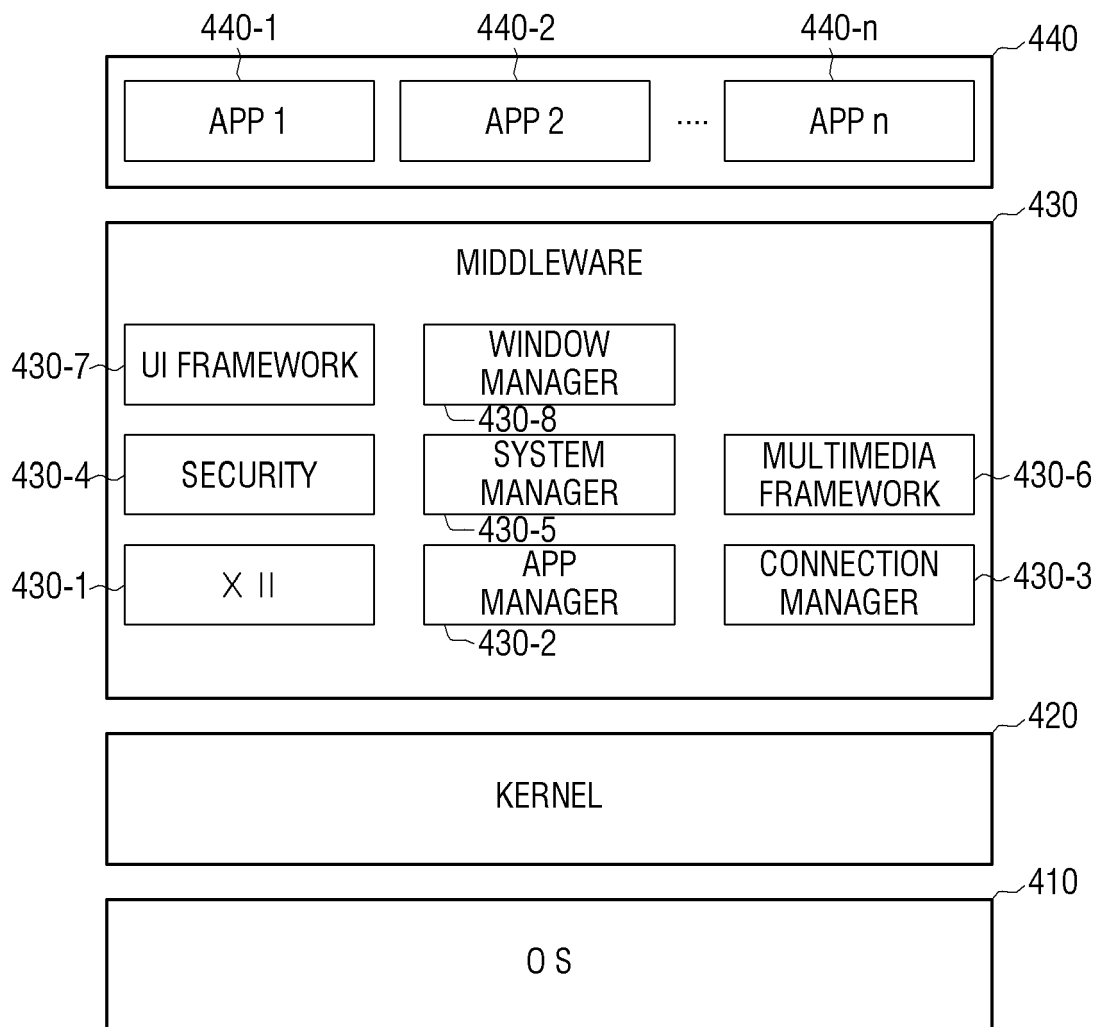 440-1 440-2 440-n 440
APP 1 APP 2 .... APP n
430
MIDDLEWARE
430-7 UI FRAMEWORK
WINDOW
MANAGER
430-8
430-4 SECURITY
SYSTEM
MANAGER
430-5
MULTIMEDIA
FRAMEWORK
430-6
430-1 X II
APP
MANAGER
430-2
CONNECTION
MANAGER
430-3
420
KERNEL
410
O S